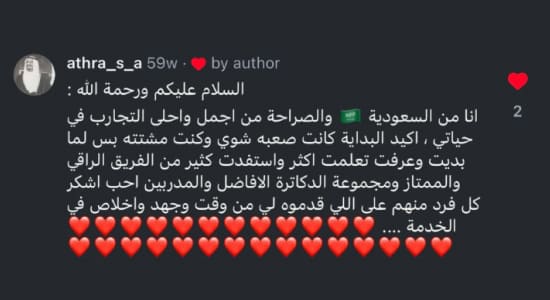 athra_s_a 59w · ❤️ by author
السلام عليكم ورحمة الله :
انا من السعودية 🇸🇦 والصراحة من اجمل واحلى التجارب في
حياتي ، اكيد البداية كانت صعبه شوي وكنت مشتته بس لما
بديت وعرفت تعلمت اكثر واستفدت كثير من الفريق الراقي
والممتاز ومجموعة الدكاترة الافاضل والمدربين احب اشكر
كل فرد منهم على اللي قدموه لي من وقت وجهد واخلاص في
الخدمة .... ❤️❤️❤️❤️❤️❤️❤️❤️❤️❤️❤️❤️
❤️❤️❤️❤️❤️❤️❤️❤️❤️❤️❤️❤️❤️❤️❤️
2